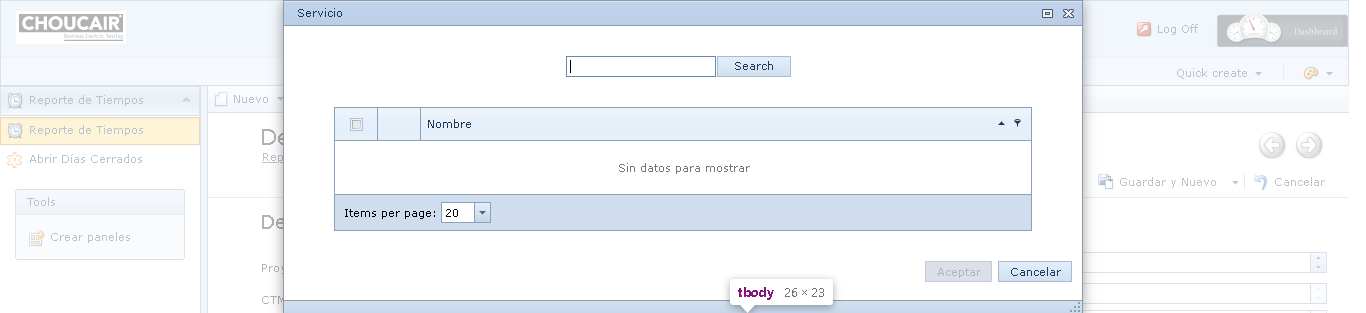 Servicio
CHOUCAIR
Business Centric Testing
Log Off
Dashboard
Search
Quick create
Reporte de Tiempos
Nuevo
Nombre
Reporte de Tiempos
De
Rep
Abrir Días Cerrados
Sin datos para mostrar
Guardar y Nuevo
Cancelar
Tools
Items per page: 20
De
Crear paneles
Proy
Aceptar
Cancelar
CTM
tbody 26 × 23